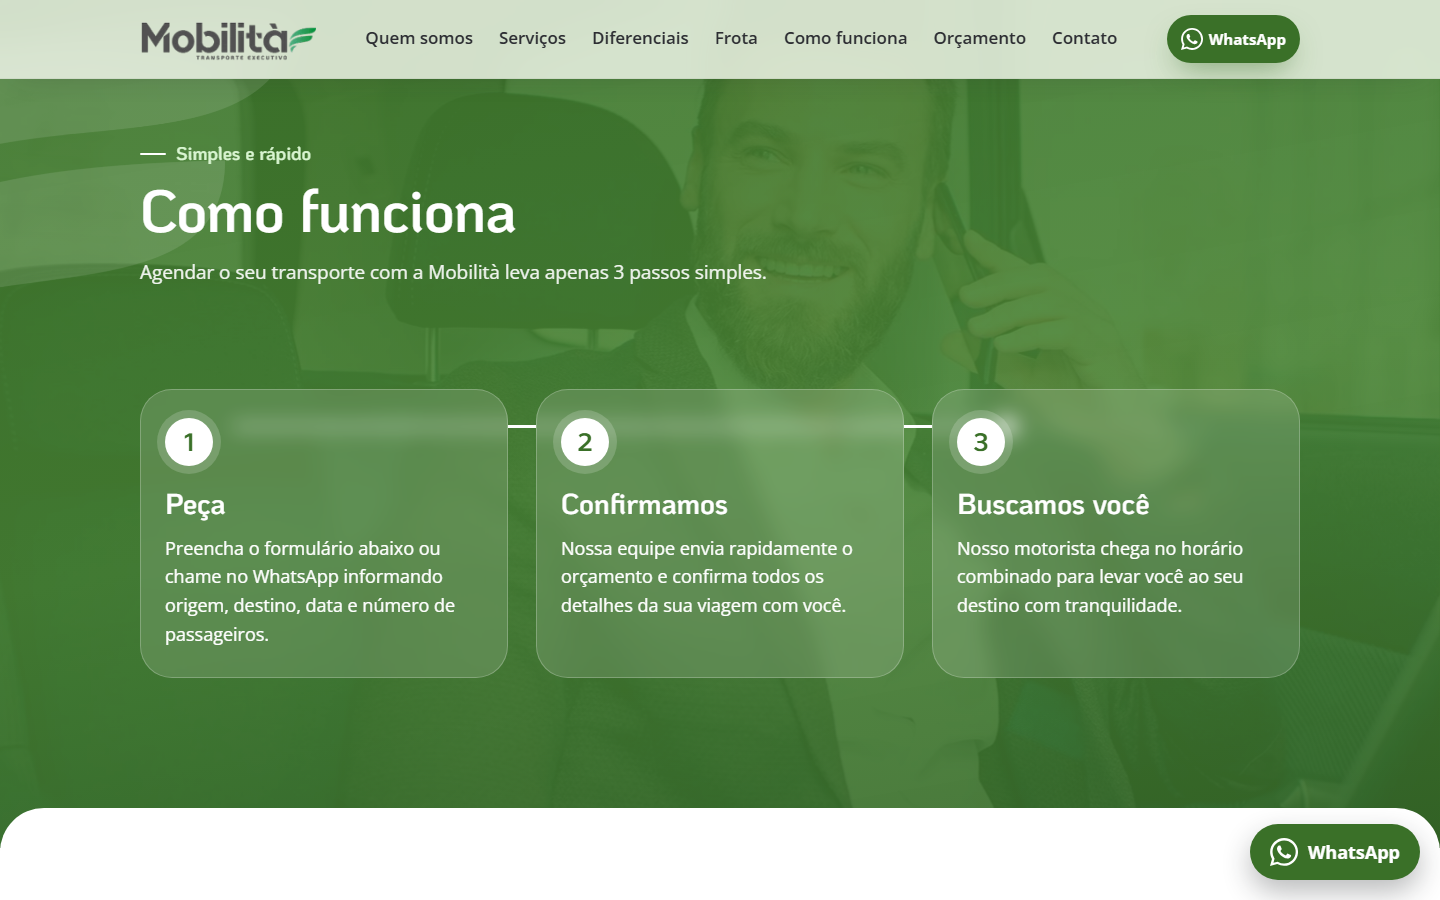 Mobilità
TRANSPORTE EXECUTIVO
Quem somos
Serviços
Diferenciais
Frota
Como funciona
Orçamento
Contato
WhatsApp
Simples e rápido
Como funciona
Agendar o seu transporte com a Mobilità leva apenas 3 passos simples.
1
Peça
Preencha o formulário abaixo ou
chame no WhatsApp informando
origem, destino, data e número de
passageiros.
2
Confirmamos
Nossa equipe envia rapidamente o
orçamento e confirma todos os
detalhes da sua viagem com você.
3
Buscamos você
Nosso motorista chega no horário
combinado para levar você ao seu
destino com tranquilidade.
WhatsApp